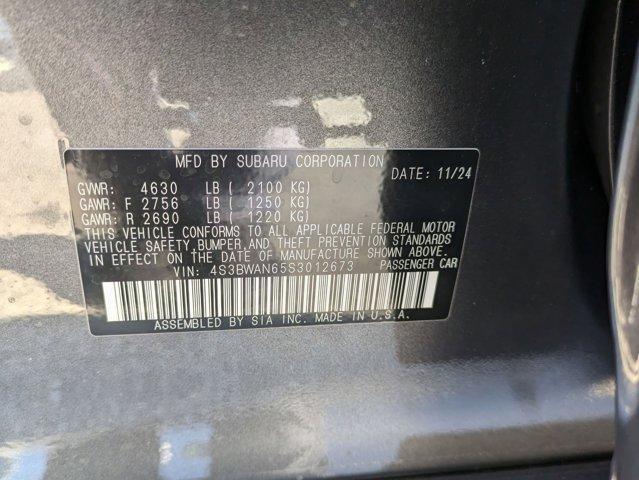 MFD BY SUBARU CORPORATION
DATE: 11/24
GVWR: 4630 LB ( 2100 KG)
GAWR: F 2756 LB ( 1250 KG)
GAWR: R 2690 LB ( 1220 KG)
THIS VEHICLE CONFORMS TO ALL APPLICABLE FEDERAL MOTOR
VEHICLE SAFETY, BUMPER, AND THEFT PREVENTION STANDARDS
IN EFFECT ON THE DATE OF MANUFACTURE SHOWN ABOVE.
VIN: 4S3BWAN65S3012673 PASSENGER CAR
ASSEMBLED BY SIA INC. MADE IN U.S.A.